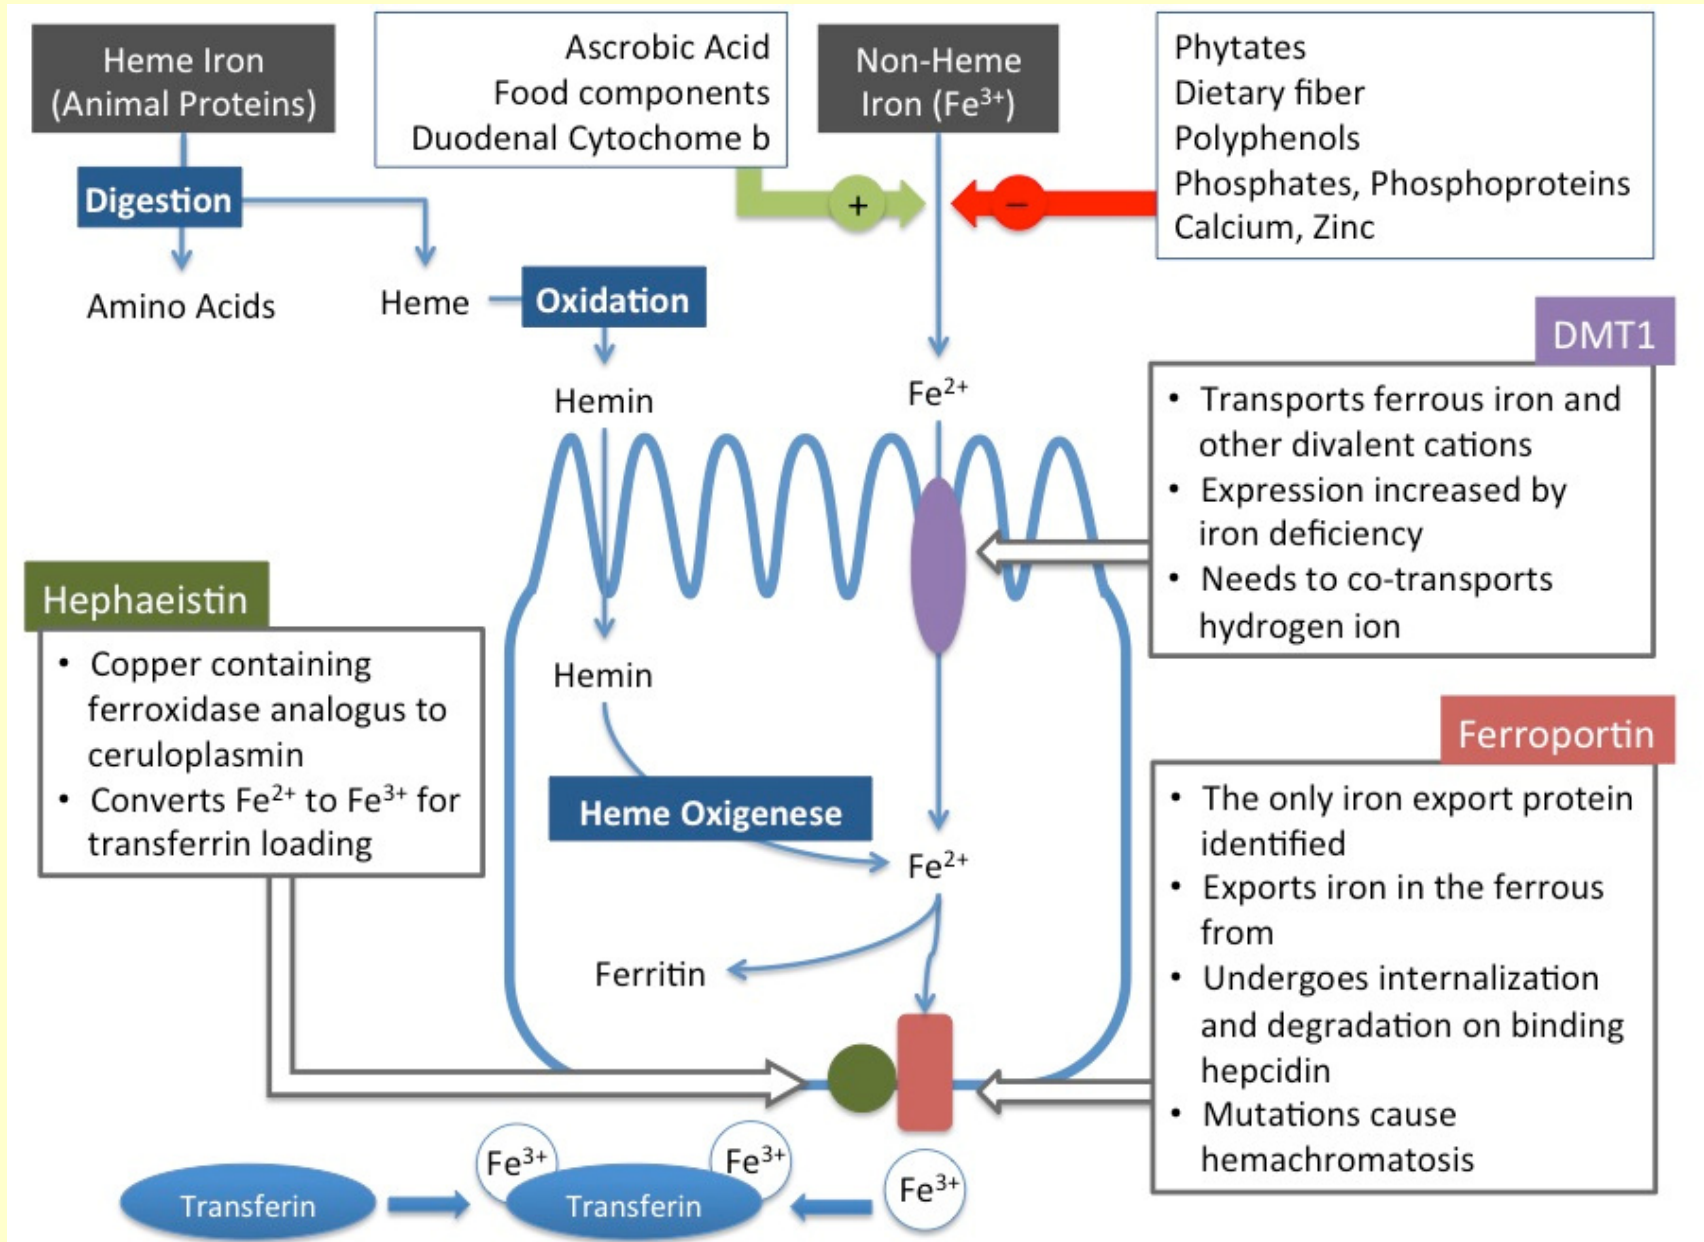 Heme Iron
(Animal Proteins)
Ascrobic Acid
Food components
Duodenal Cytochome b
Non-Heme
Iron (Fe³⁺)
Phytates
Dietary fiber
Polyphenols
Phosphates, Phosphoproteins
Calcium, Zinc
+
−
Digestion
Amino Acids
Heme
Oxidation
Hemin
Fe²⁺
DMT1
• Transports ferrous iron and
other divalent cations
• Expression increased by
iron deficiency
• Needs to co-transports
hydrogen ion
Hephaeistin
• Copper containing
ferroxidase analogus to
ceruloplasmin
• Converts Fe²⁺ to Fe³⁺ for
transferrin loading
Hemin
Heme Oxigenese
Fe²⁺
Ferritin
Ferroportin
• The only iron export protein
identified
• Exports iron in the ferrous
from
• Undergoes internalization
and degradation on binding
hepcidin
• Mutations cause
hemachromatosis
Fe³⁺
Fe³⁺
Fe³⁺
Transferin
Transferin